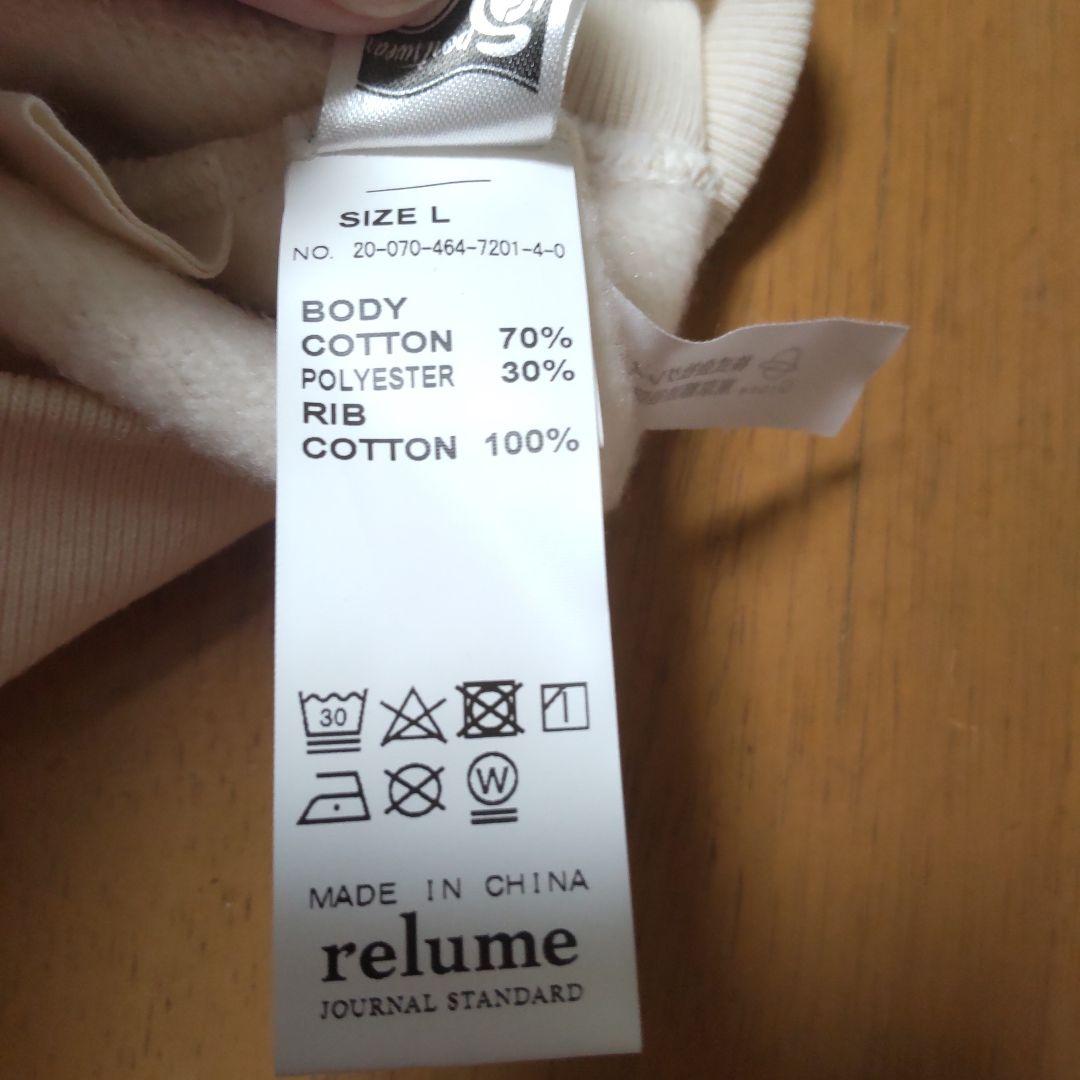 SIZE L
NO. 20-070-464-7201-4-0
BODY
COTTON 70%
POLYESTER 30%
RIB
COTTON 100%
30
W
MADE IN CHINA
relume
JOURNAL STANDARD